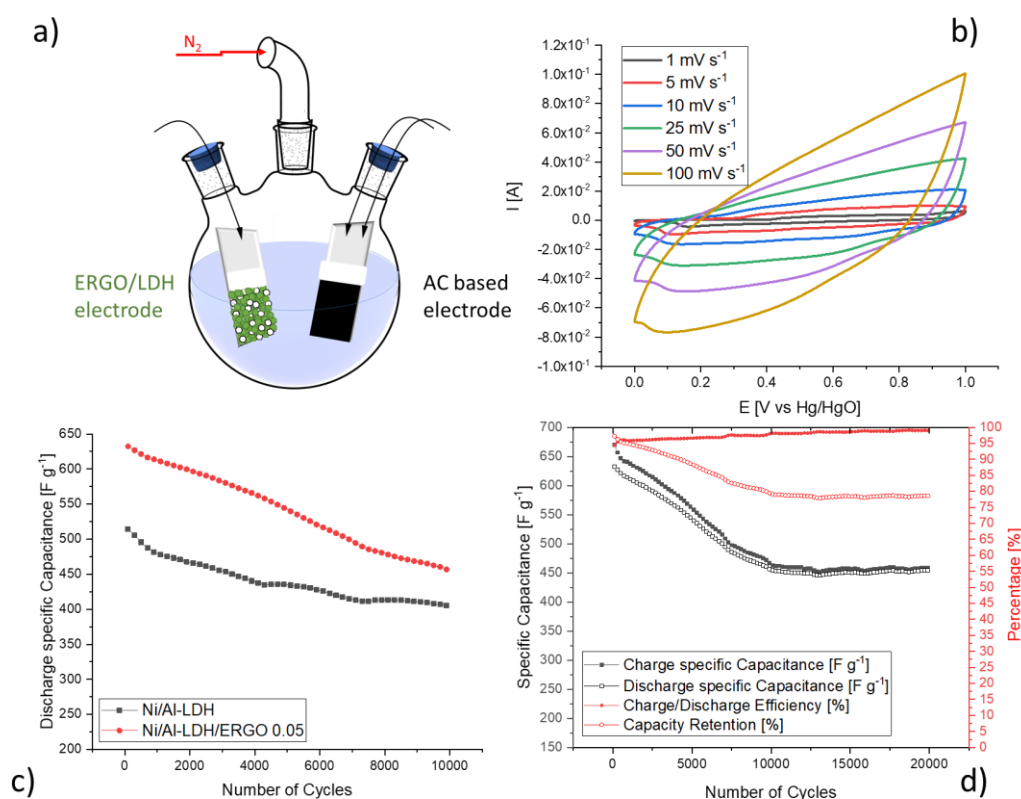 a)
N₂
ERGO/LDH
electrode
AC based
electrode
b)
1.2x10⁻¹
1.0x10⁻¹
8.0x10⁻²
6.0x10⁻²
4.0x10⁻²
2.0x10⁻²
0.0
-2.0x10⁻²
-4.0x10⁻²
-6.0x10⁻²
-8.0x10⁻²
-1.0x10⁻¹
I [A]
1 mV s⁻¹
5 mV s⁻¹
10 mV s⁻¹
25 mV s⁻¹
50 mV s⁻¹
100 mV s⁻¹
0.0 0.2 0.4 0.6 0.8 1.0
E [V vs Hg/HgO]
c)
650
600
550
500
450
400
350
300
250
200
Discharge specific Capacitance [F g⁻¹]
Ni/Al-LDH
Ni/Al-LDH/ERGO 0.05
0 2000 4000 6000 8000 10000
Number of Cycles
d)
700
650
600
550
500
450
400
350
300
250
200
150
Specific Capacitance [F g⁻¹]
Charge specific Capacitance [F g⁻¹]
Discharge specific Capacitance [F g⁻¹]
Charge/Discharge Efficiency [%]
Capacity Retention [%]
0 5000 10000 15000 20000
Number of Cycles
100
95
90
85
80
75
70
65
60
55
50
45
40
35
30
25
20
15
10
5
0
Percentage [%]